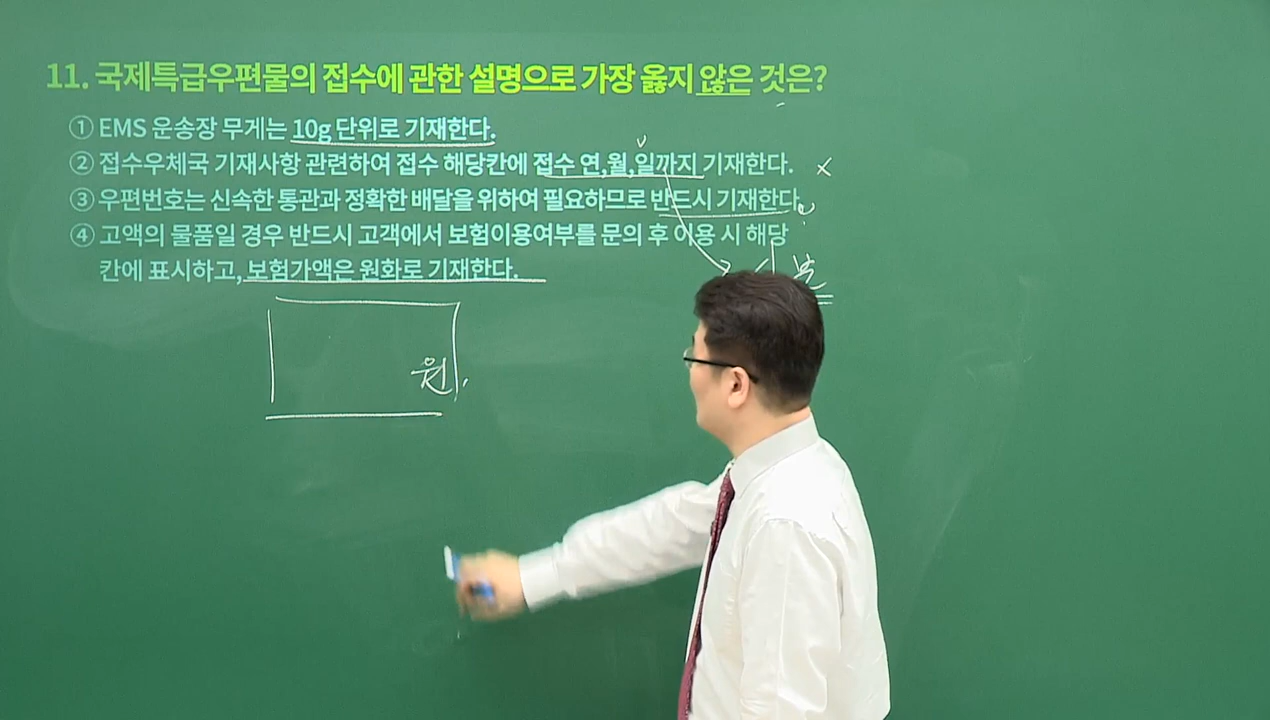 11. 국제특급우편물의 접수에 관한 설명으로 가장 옳지 않은 것은?
① EMS 운송장 무게는 10g 단위로 기재한다.
② 접수우체국 기재사항 관련하여 접수 해당칸에 접수 연,월,일까지 기재한다.
③ 우편번호는 신속한 통관과 정확한 배달을 위하여 필요하므로 반드시 기재한다.
④ 고액의 물품일 경우 반드시 고객에서 보험이용여부를 문의 후 이용 시 해당
칸에 표시하고, 보험가액은 원화로 기재한다.
원